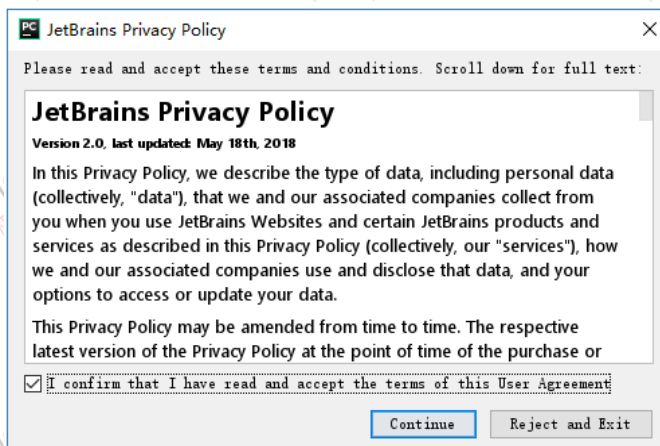 PC JetBrains Privacy Policy
Please read and accept these terms and conditions. Scroll down for full text:
JetBrains Privacy Policy
Version 2.0, last updated: May 18th, 2018
In this Privacy Policy, we describe the type of data, including personal data
(collectively, "data"), that we and our associated companies collect from
you when you use JetBrains Websites and certain JetBrains products and
services as described in this Privacy Policy (collectively, our "services"), how
we and our associated companies use and disclose that data, and your
options to access or update your data.
This Privacy Policy may be amended from time to time. The respective
latest version of the Privacy Policy at the point of time of the purchase or
I confirm that I have read and accept the terms of this User Agreement
Continue
Reject and Exit